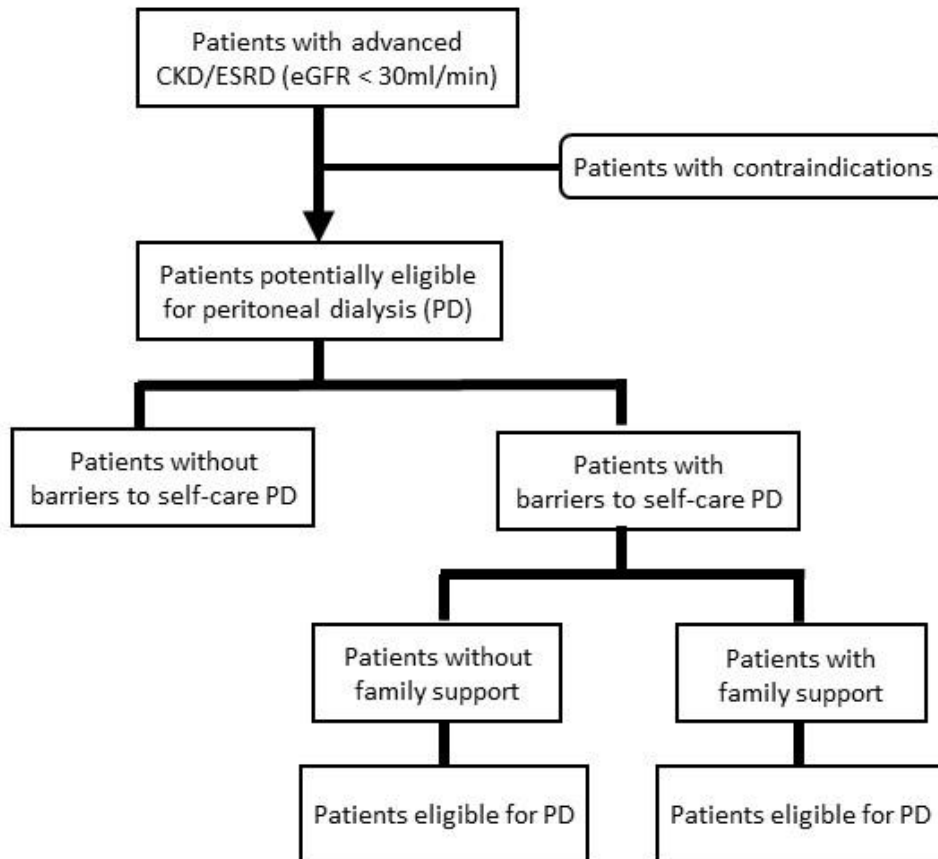 Patients with advanced
CKD/ESRD (eGFR < 30ml/min)
Patients with contraindications
Patients potentially eligible
for peritoneal dialysis (PD)
Patients without
barriers to self-care PD
Patients with
barriers to self-care PD
Patients without
family support
Patients with
family support
Patients eligible for PD
Patients eligible for PD